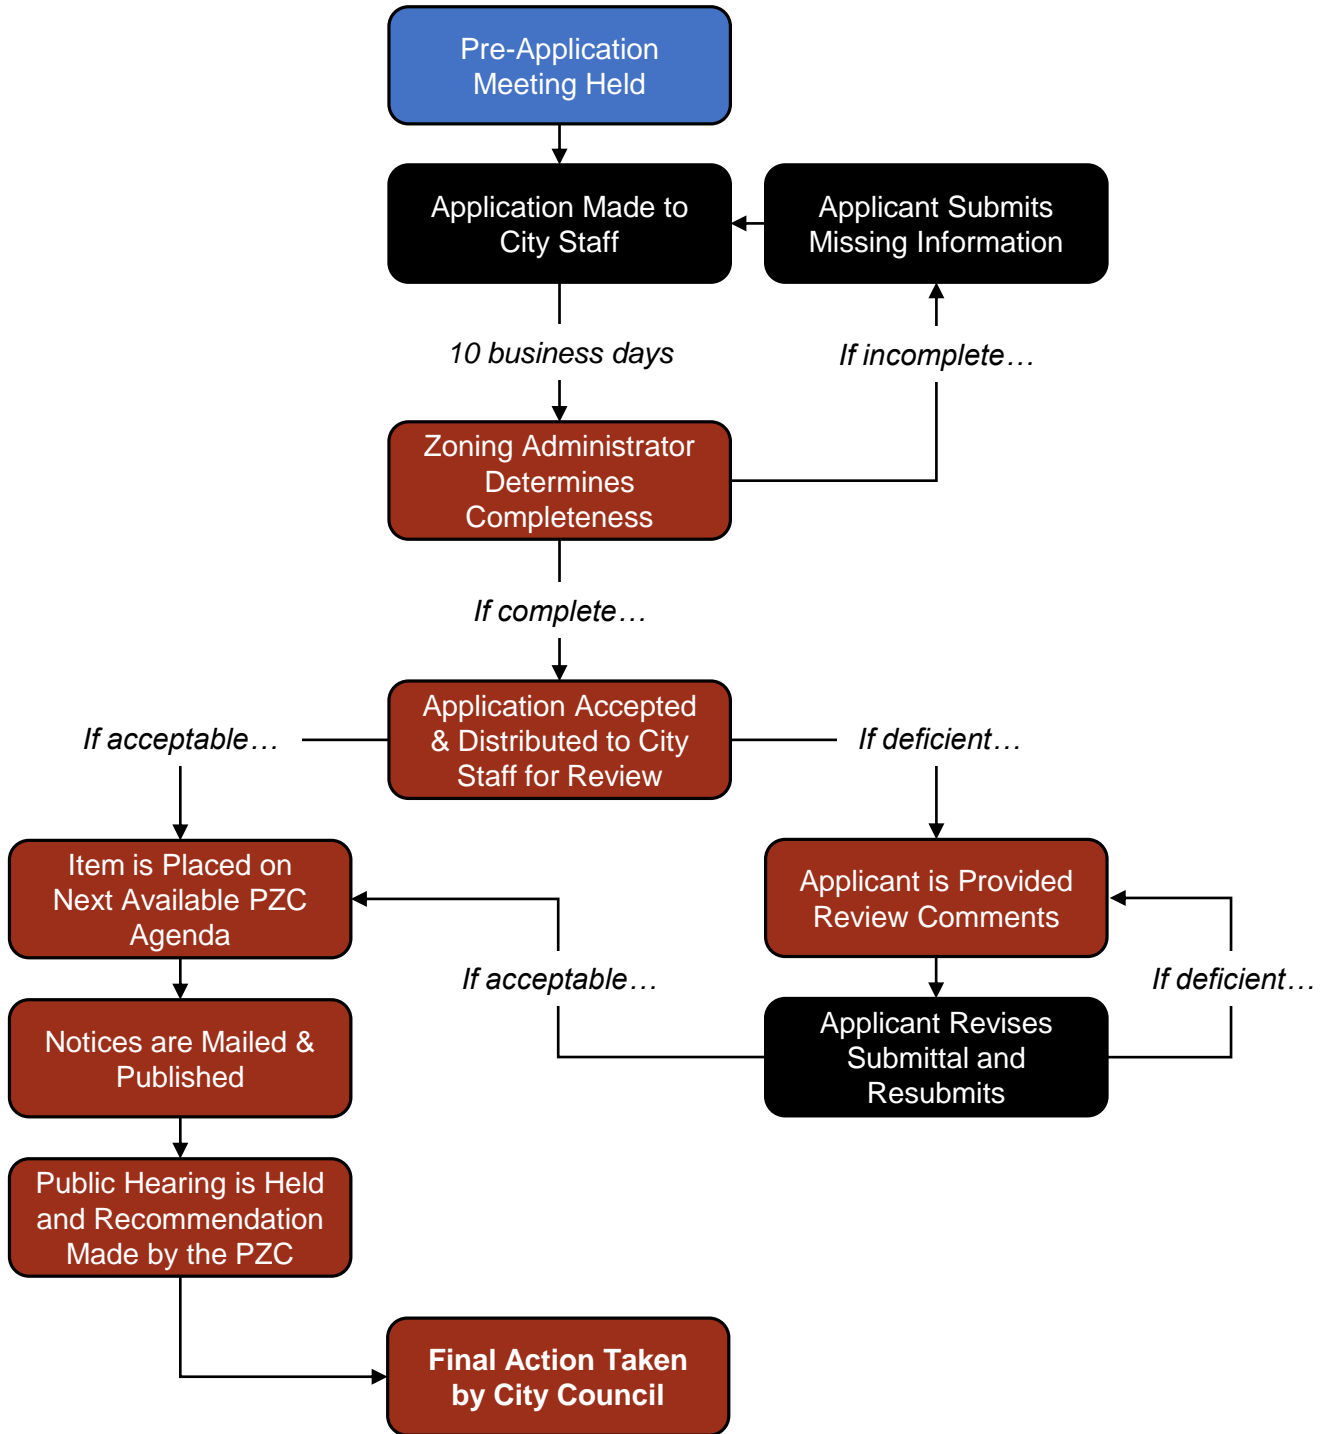 Pre-Application
Meeting Held
Application Made to
City Staff
Applicant Submits
Missing Information
10 business days
If incomplete…
Zoning Administrator
Determines
Completeness
If complete…
Application Accepted
& Distributed to City
Staff for Review
If acceptable…
If deficient…
Item is Placed on
Next Available PZC
Agenda
Applicant is Provided
Review Comments
If acceptable…
If deficient…
Notices are Mailed &
Published
Applicant Revises
Submittal and
Resubmits
Public Hearing is Held
and Recommendation
Made by the PZC
Final Action Taken
by City Council